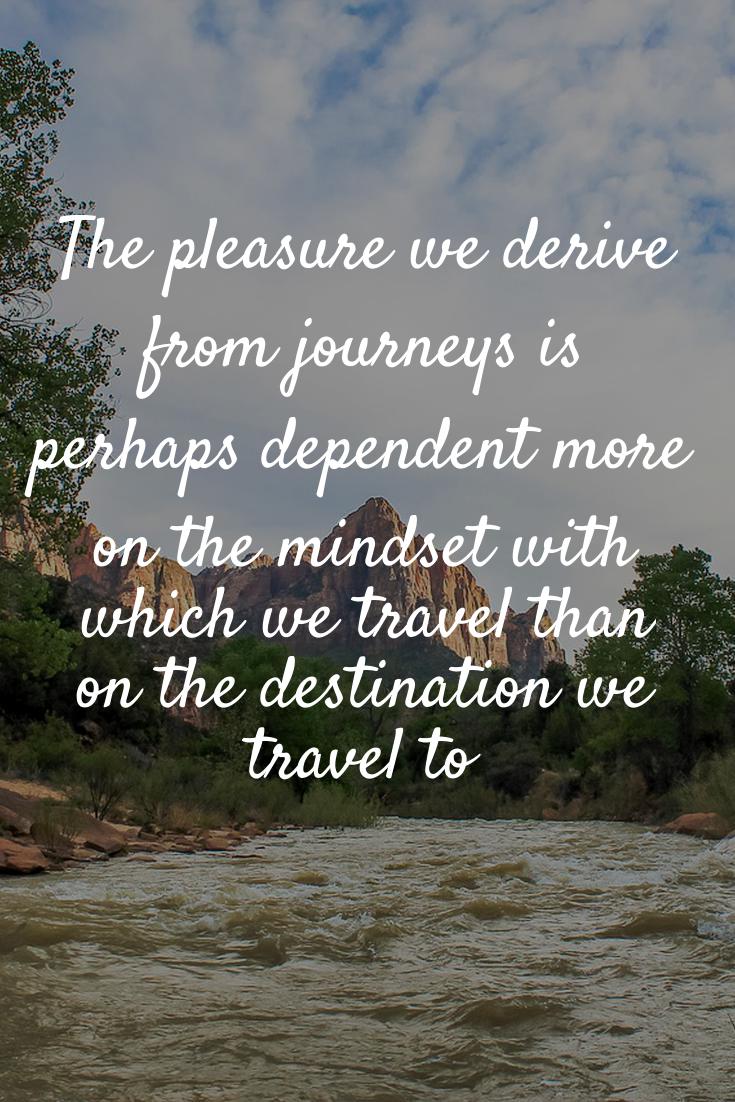 The pleasure we derive
from journeys is
perhaps dependent more
on the mindset with
which we travel than
on the destination we
travel to